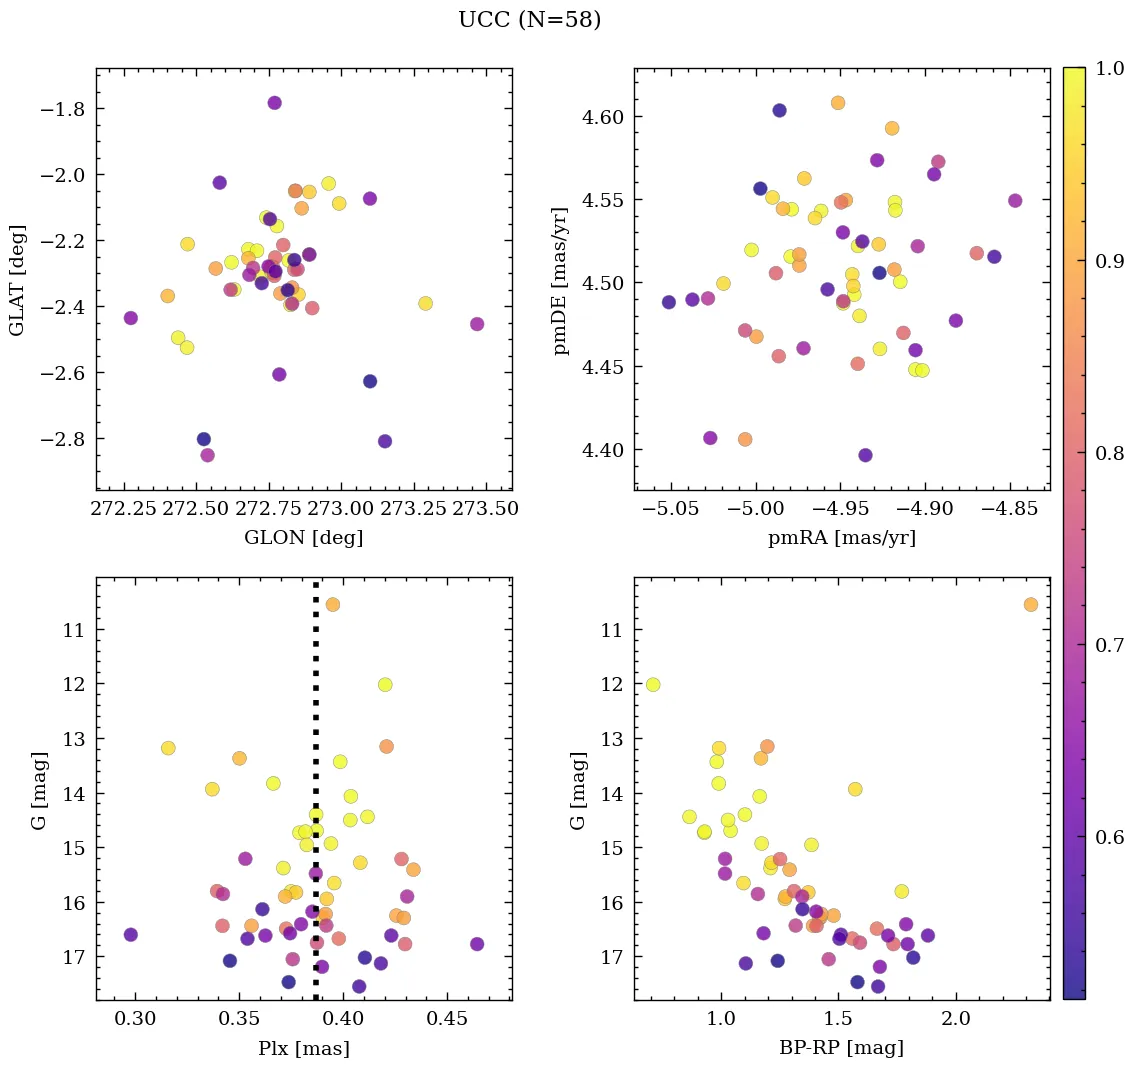 UCC (N=58)
−1.8
−2.0
−2.2
−2.4
−2.6
−2.8
GLAT [deg]
272.25 272.50 272.75 273.00 273.25 273.50
GLON [deg]
4.60
4.55
4.50
4.45
4.40
pmDE [mas/yr]
−5.05 −5.00 −4.95 −4.90 −4.85
pmRA [mas/yr]
1.0
0.9
0.8
0.7
0.6
11
12
13
14
15
16
17
G [mag]
0.30 0.35 0.40 0.45
Plx [mas]
11
12
13
14
15
16
17
G [mag]
1.0 1.5 2.0
BP-RP [mag]